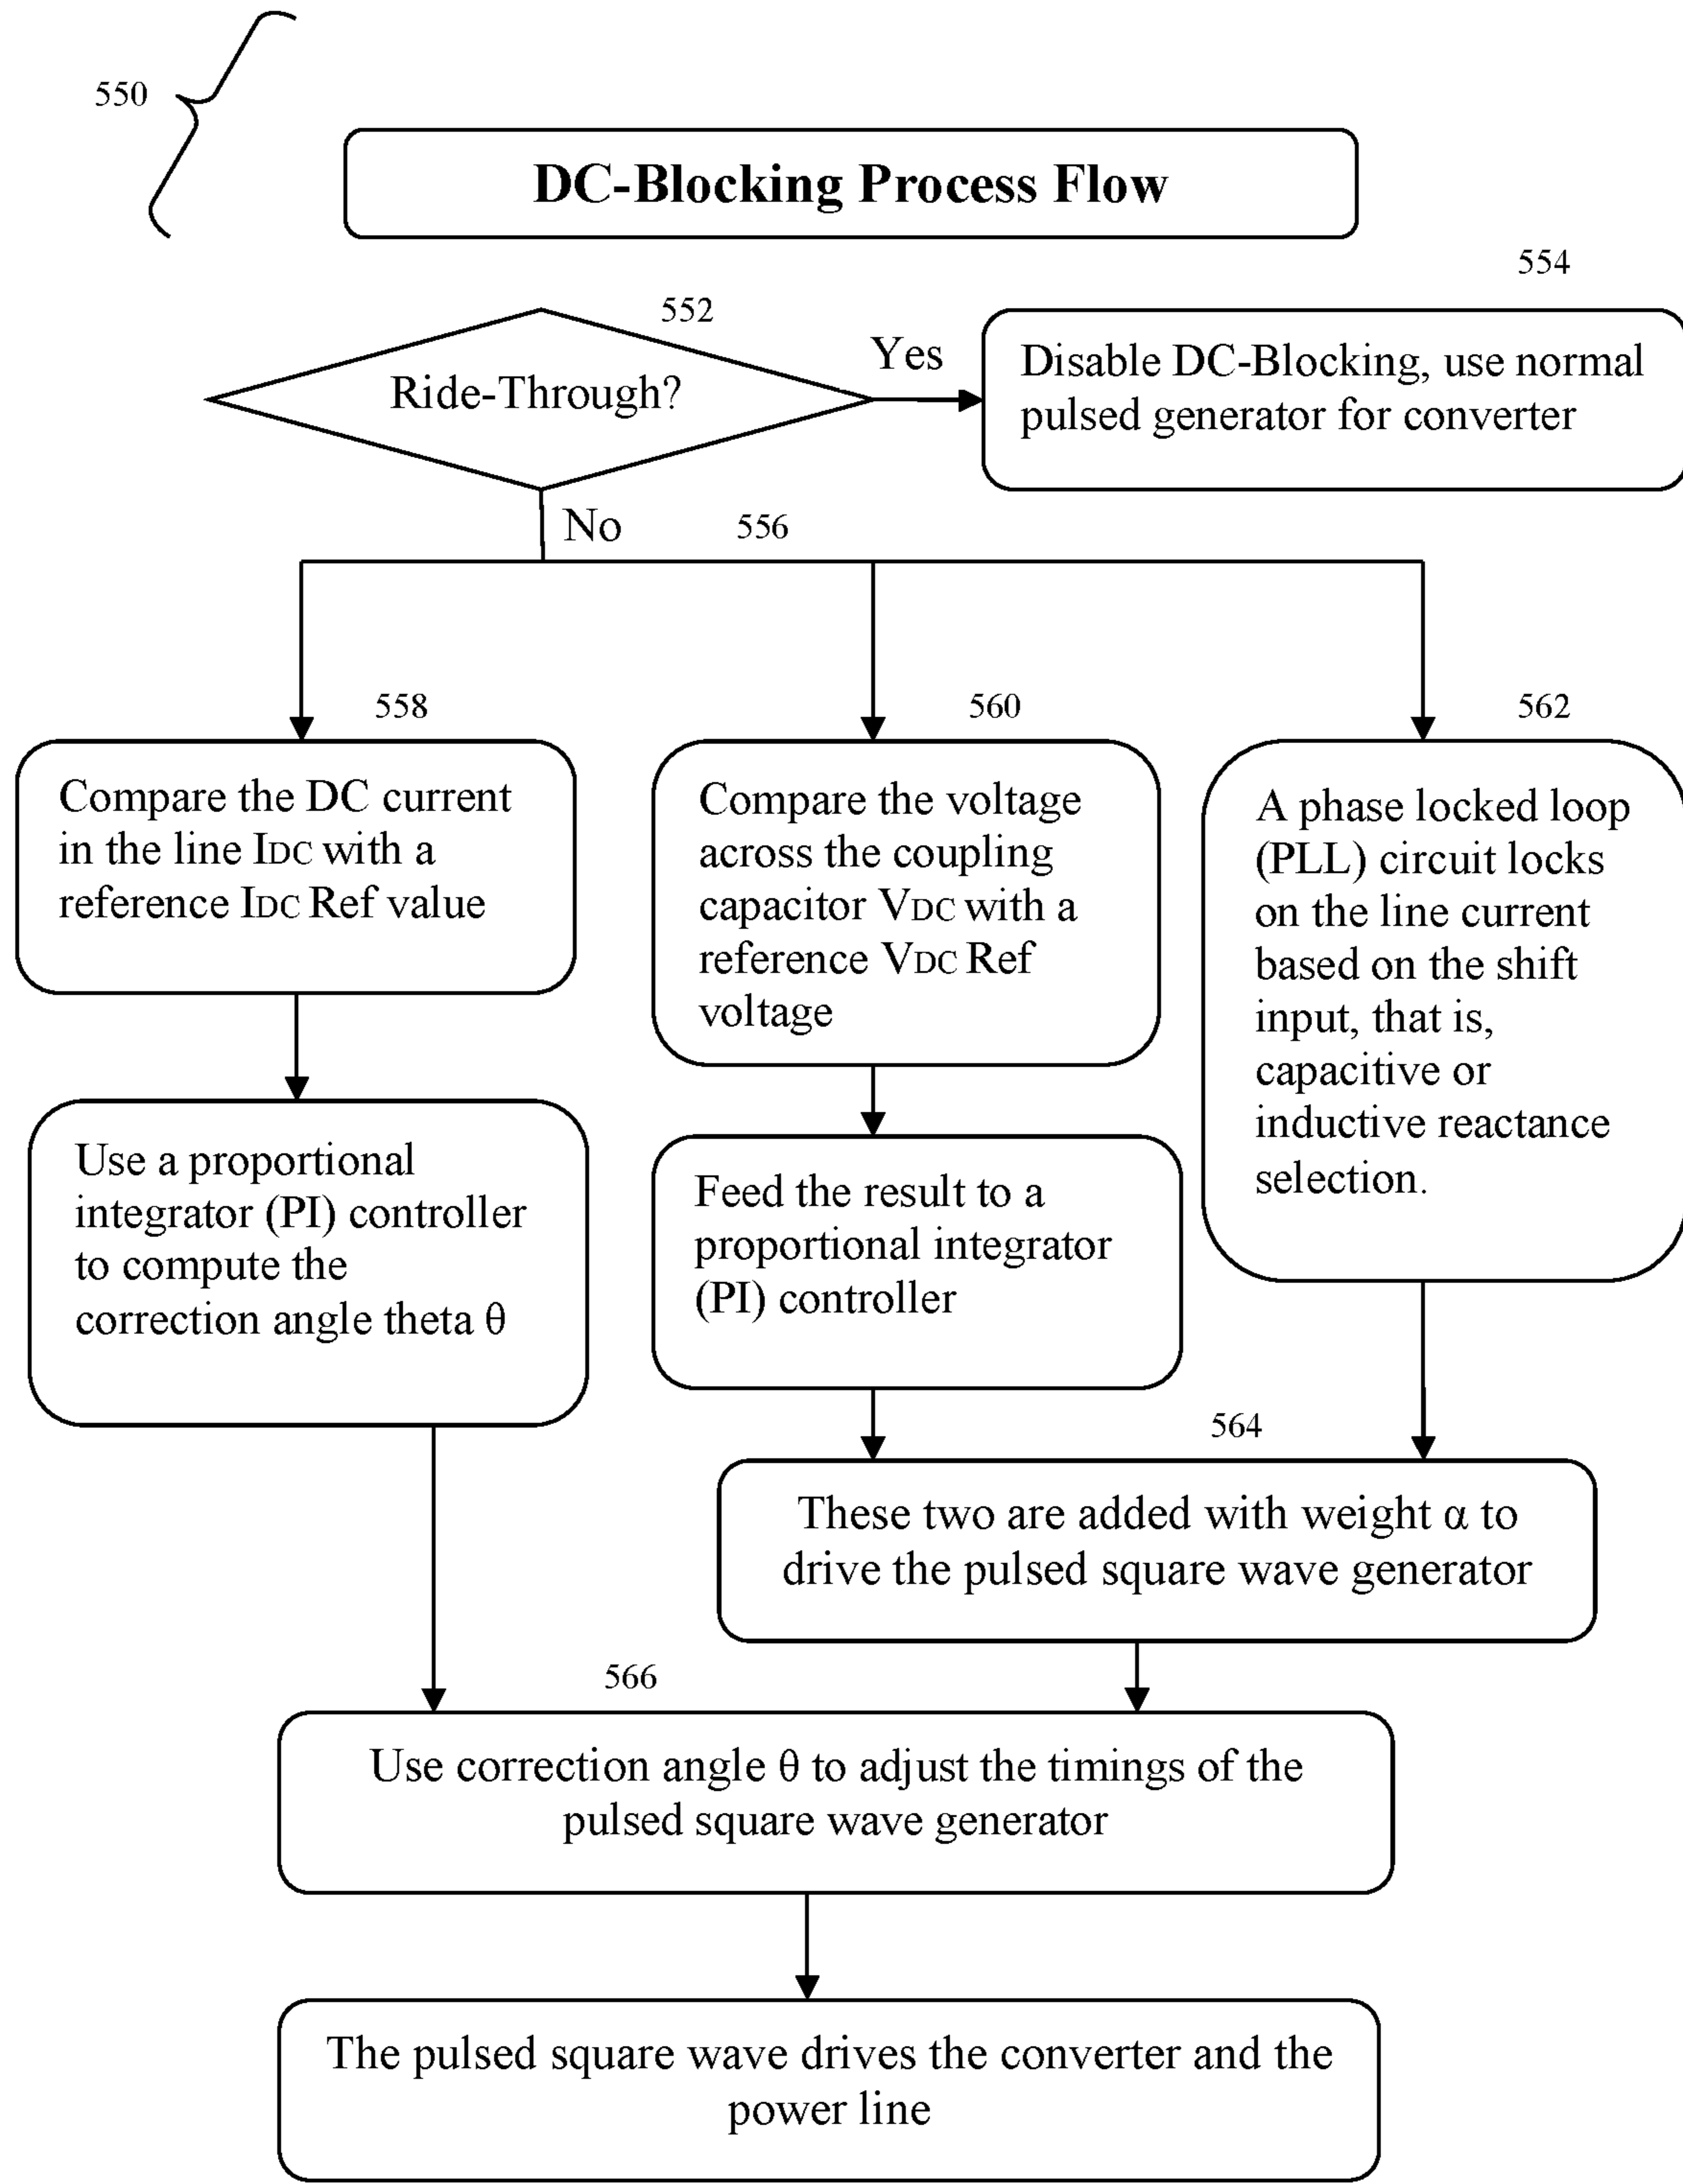 550
DC-Blocking Process Flow
554
552
Ride-Through?
Yes
Disable DC-Blocking, use normal
pulsed generator for converter
No
556
558
Compare the DC current
in the line IDC with a
reference IDC Ref value
560
Compare the voltage
across the coupling
capacitor VDC with a
reference VDC Ref
voltage
562
A phase locked loop
(PLL) circuit locks
on the line current
based on the shift
input, that is,
capacitive or
inductive reactance
selection.
Use a proportional
integrator (PI) controller
to compute the
correction angle theta θ
Feed the result to a
proportional integrator
(PI) controller
564
These two are added with weight α to
drive the pulsed square wave generator
566
Use correction angle θ to adjust the timings of the
pulsed square wave generator
The pulsed square wave drives the converter and the
power line